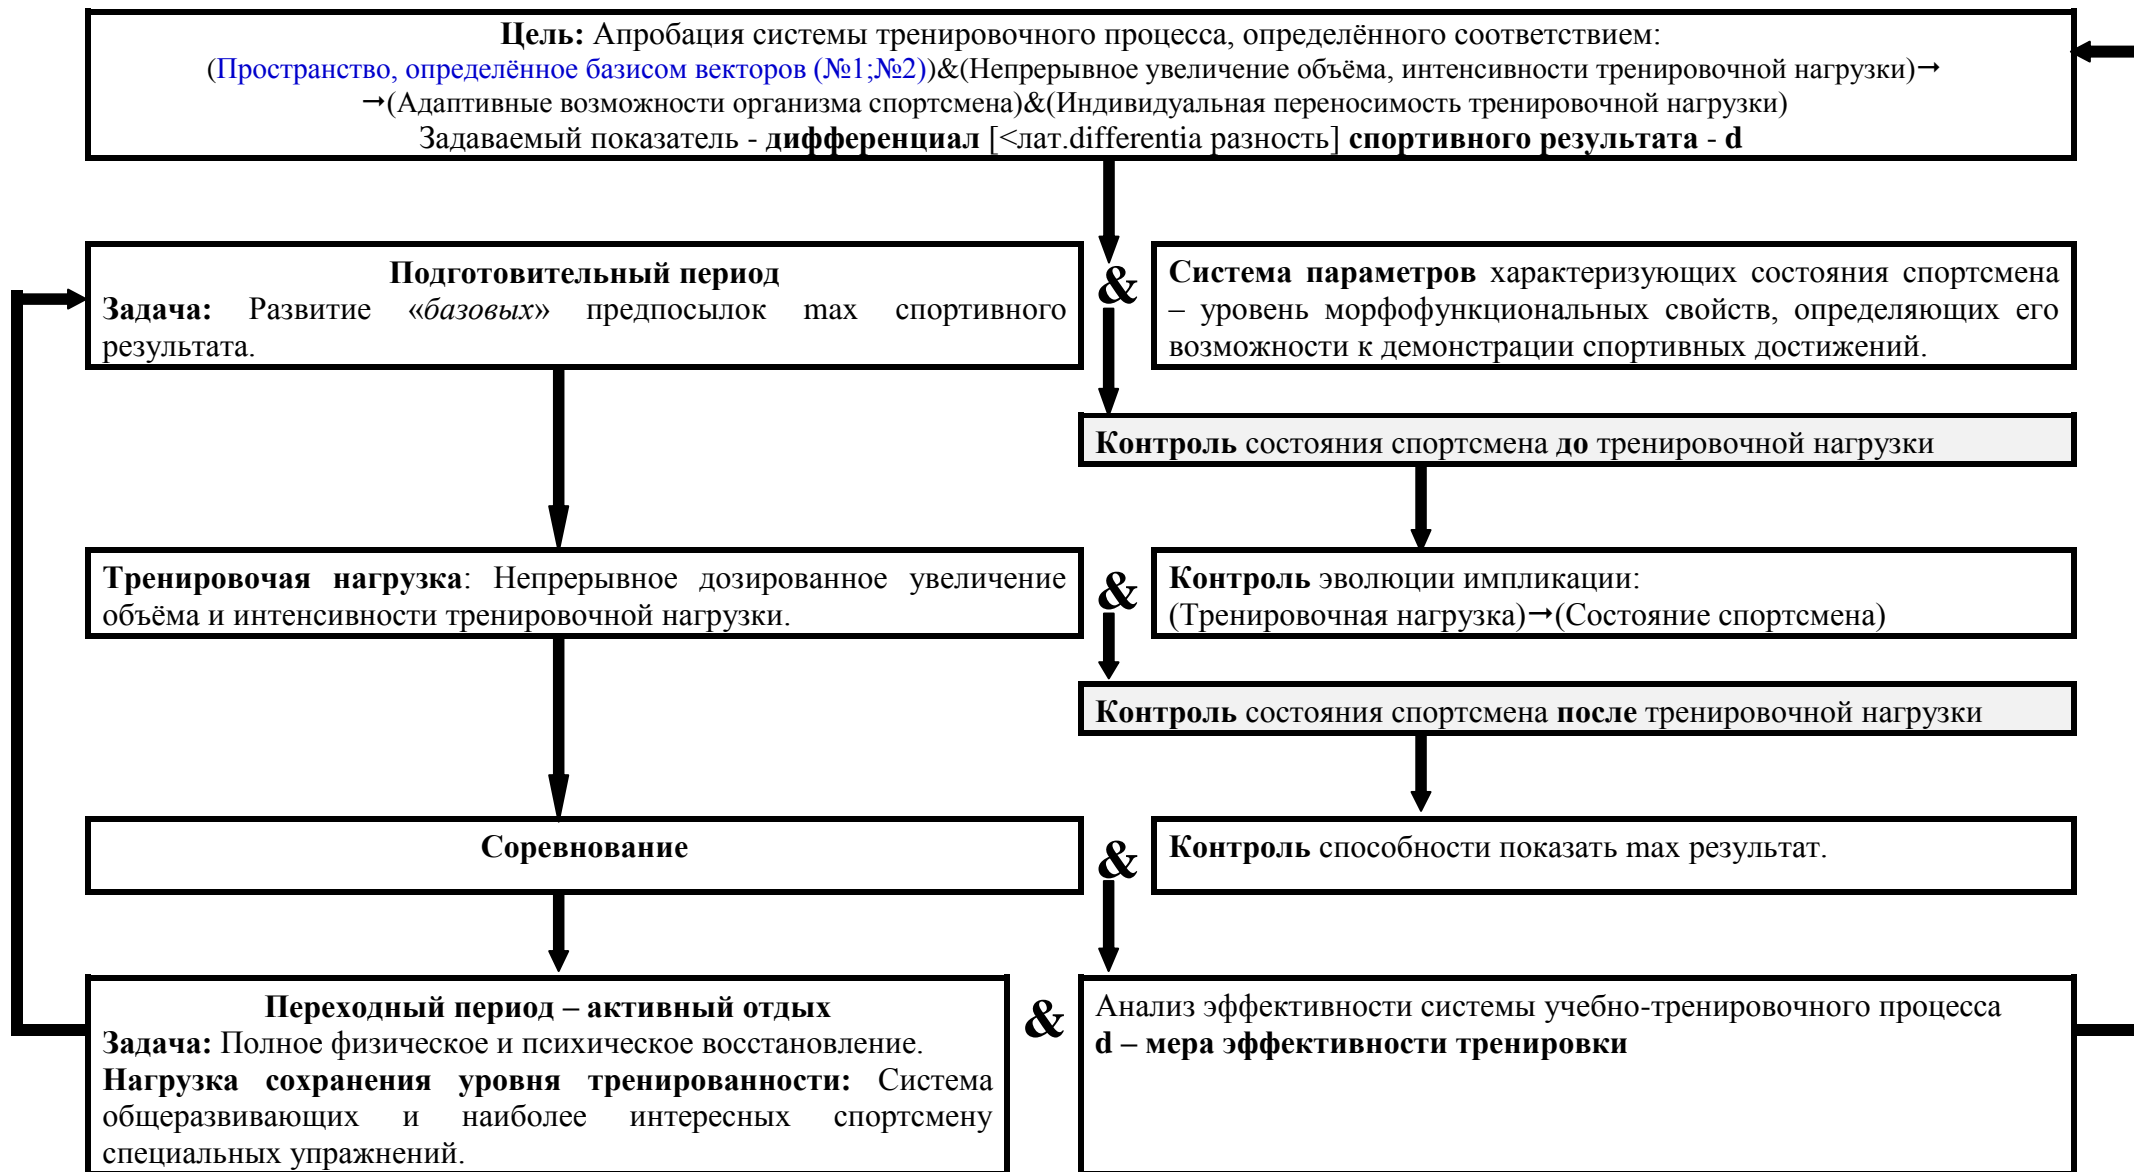 Цель: Апробация системы тренировочного процесса, определённого соответствием:
(Пространство, определённое базисом векторов (№1;№2))&(Непрерывное увеличение объёма, интенсивности тренировочной нагрузки)→
→(Адаптивные возможности организма спортсмена)&(Индивидуальная переносимость тренировочной нагрузки)
Задаваемый показатель - дифференциал [<лат.differentia разность] спортивного результата - d
Подготовительный период
Задача: Развитие «базовых» предпосылок max спортивного
результата.
&
Система параметров характеризующих состояния спортсмена
– уровень морфофункциональных свойств, определяющих его
возможности к демонстрации спортивных достижений.
Контроль состояния спортсмена до тренировочной нагрузки
Тренировочая нагрузка: Непрерывное дозированное увеличение
объёма и интенсивности тренировочной нагрузки.
&
Контроль эволюции импликации:
(Тренировочная нагрузка)→(Состояние спортсмена)
Контроль состояния спортсмена после тренировочной нагрузки
Соревнование
&
Контроль способности показать max результат.
Переходный период – активный отдых
Задача: Полное физическое и психическое восстановление.
Нагрузка сохранения уровня тренированности: Система
общеразвивающих и наиболее интересных спортсмену
специальных упражнений.
&
Анализ эффективности системы учебно-тренировочного процесса
d – мера эффективности тренировки